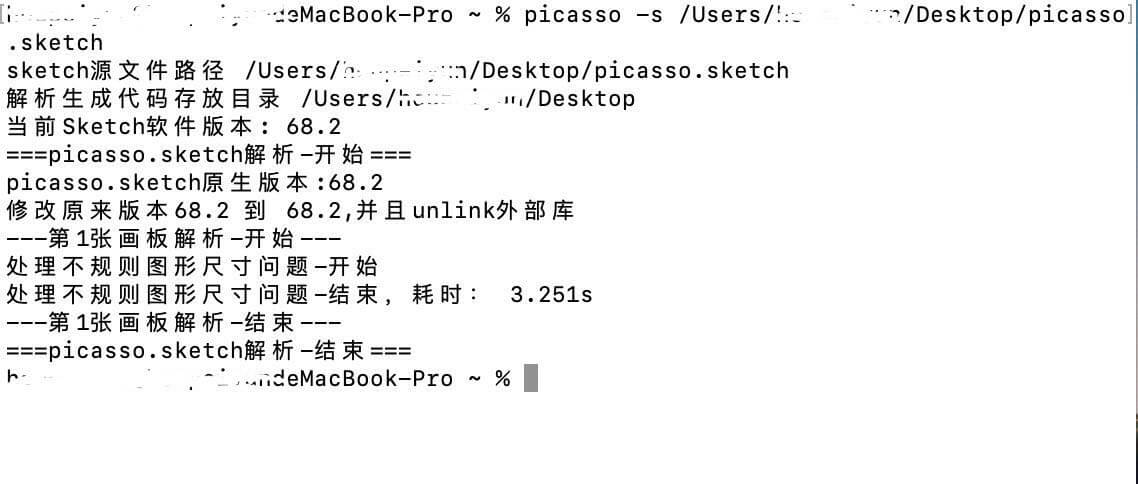 deMacBook-Pro ~ % picasso -s /Users/ /Desktop/picasso
.sketch
sketch源文件路径 /Users/ /Desktop/picasso.sketch
解析生成代码存放目录 /Users/ /Desktop
当前Sketch软件版本: 68.2
===picasso.sketch解析-开始===
picasso.sketch原生版本:68.2
修改原来版本68.2 到 68.2,并且unlink外部库
---第1张画板解析-开始---
处理不规则图形尺寸问题-开始
处理不规则图形尺寸问题-结束, 耗时: 3.251s
---第1张画板解析-结束---
===picasso.sketch解析-结束===
deMacBook-Pro ~ %